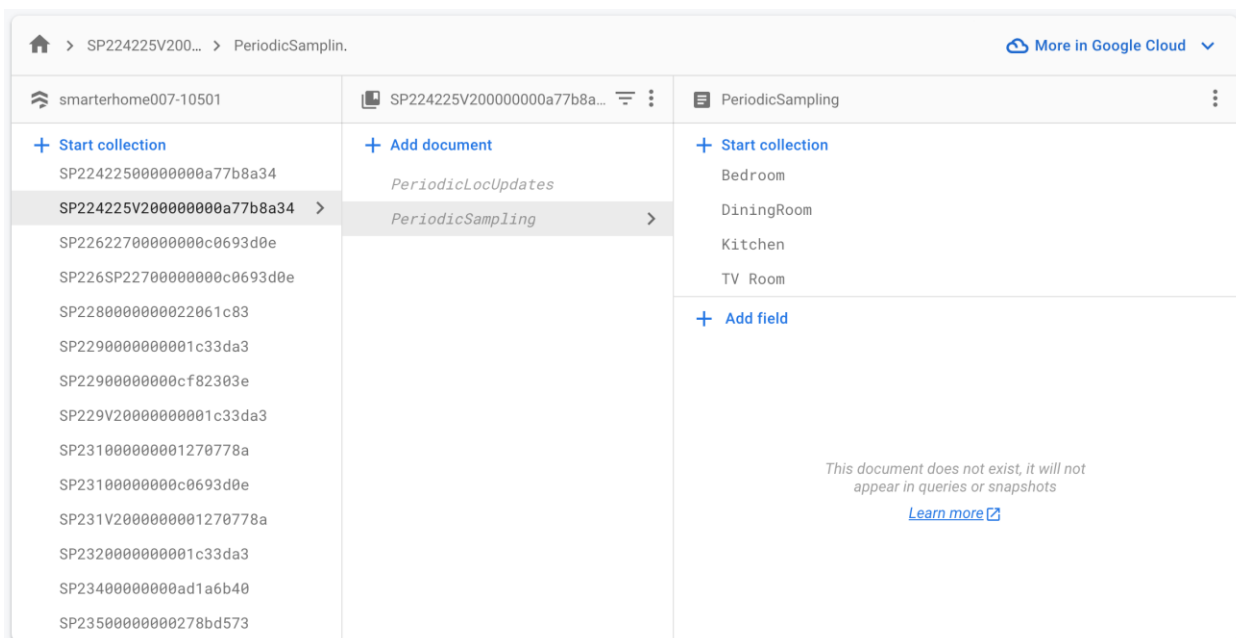 SP224225V200... > PeriodicSamplin.
More in Google Cloud
smarterhome007-10501
+ Start collection
SP22422500000000a77b8a34
SP224225V200000000a77b8a34
SP22622700000000c0693d0e
SP226SP22700000000c0693d0e
SP2280000000022061c83
SP2290000000001c33da3
SP22900000000cf82303e
SP229V20000000001c33da3
SP231000000001270778a
SP23100000000c0693d0e
SP231V2000000001270778a
SP2320000000001c33da3
SP23400000000ad1a6b40
SP23500000000278bd573
SP224225V200000000a77b8a...
+ Add document
PeriodicLocUpdates
PeriodicSampling
PeriodicSampling
+ Start collection
Bedroom
DiningRoom
Kitchen
TV Room
+ Add field
This document does not exist, it will not
appear in queries or snapshots
Learn more